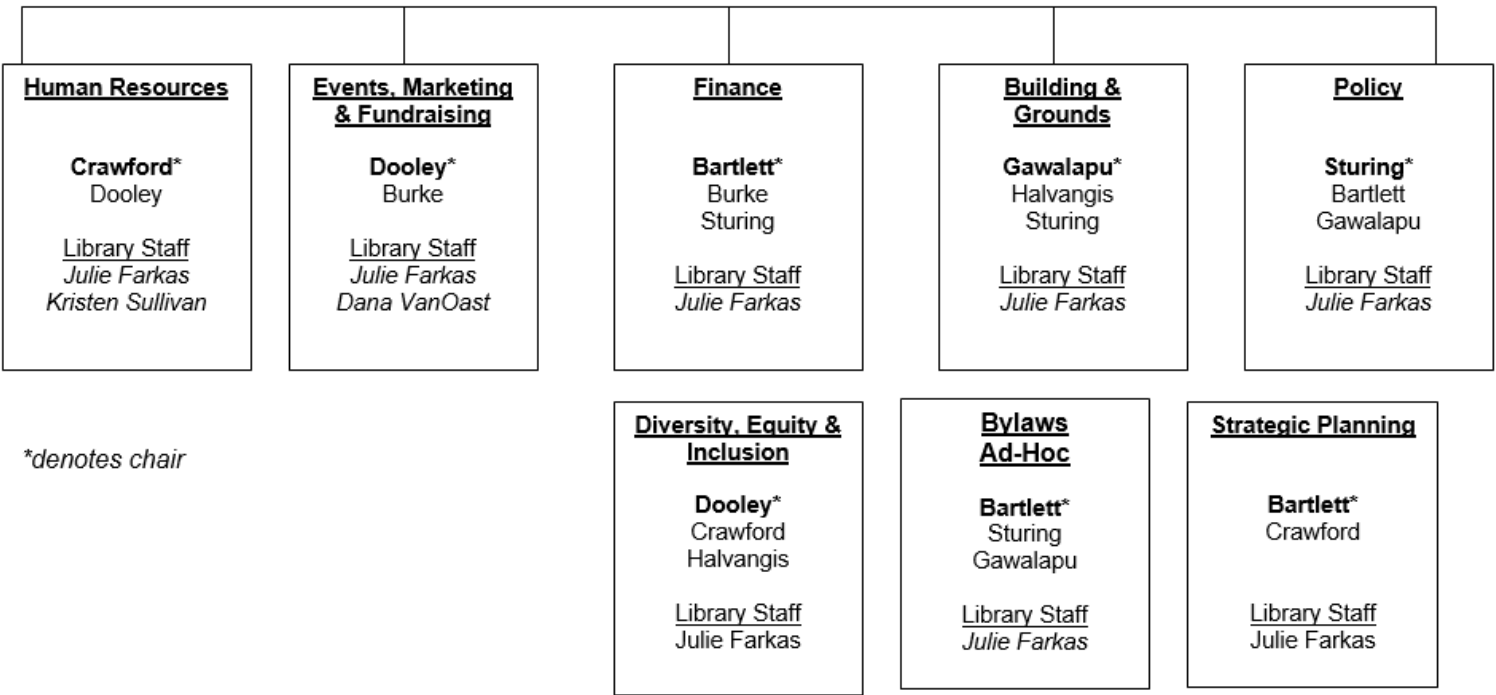 Human Resources
Crawford*
Dooley
Library Staff
Julie Farkas
Kristen Sullivan
Events, Marketing
& Fundraising
Dooley*
Burke
Library Staff
Julie Farkas
Dana VanOast
Finance
Bartlett*
Burke
Sturing
Library Staff
Julie Farkas
Building &
Grounds
Gawalapu*
Halvangis
Sturing
Library Staff
Julie Farkas
Policy
Sturing*
Bartlett
Gawalapu
Library Staff
Julie Farkas
*denotes chair
Diversity, Equity &
Inclusion
Dooley*
Crawford
Halvangis
Library Staff
Julie Farkas
Bylaws
Ad-Hoc
Bartlett*
Sturing
Gawalapu
Library Staff
Julie Farkas
Strategic Planning
Bartlett*
Crawford
Library Staff
Julie Farkas